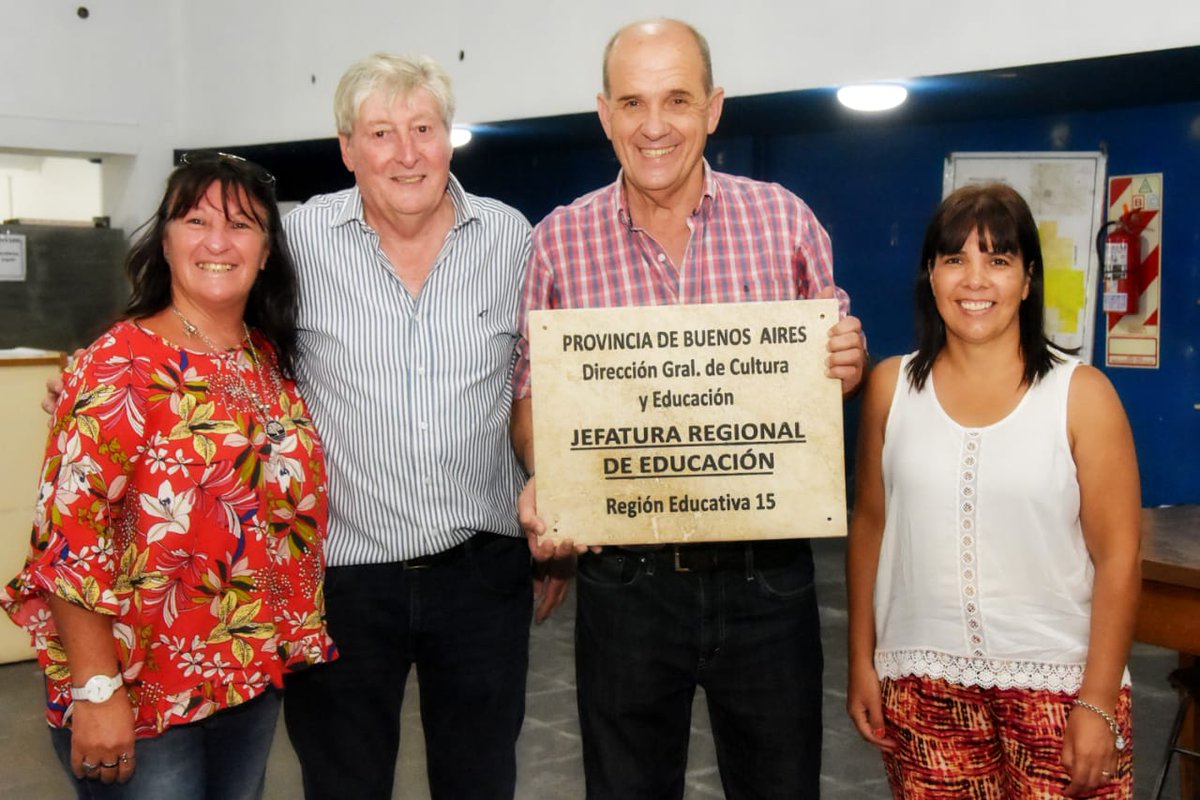 PROVINCIA DE BUENOS AIRES
Dirección Gral. de Cultura
y Educación
JEFATURA REGIONAL
DE EDUCACIÓN
Región Educativa 15